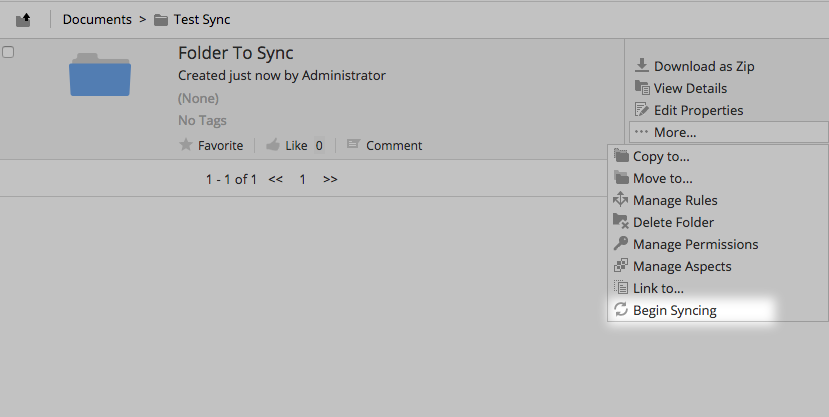 Documents > Test Sync
Folder To Sync
Created just now by Administrator
(None)
No Tags
Favorite Like 0 Comment
1 - 1 of 1 << 1 >>
Download as Zip
View Details
Edit Properties
More...
Copy to...
Move to...
Manage Rules
Delete Folder
Manage Permissions
Manage Aspects
Link to...
Begin Syncing